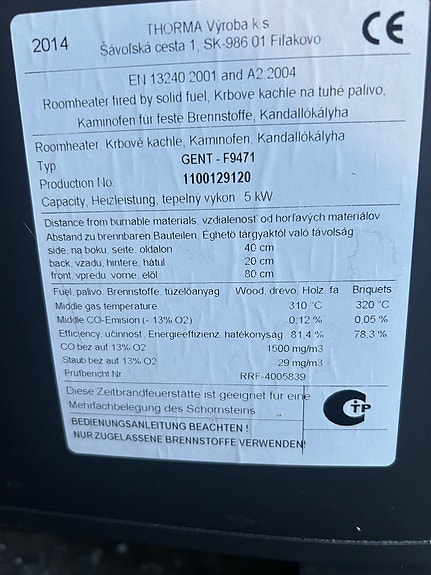 2014
THORMA Výroba k s
Šávoľská cesta 1, SK-986 01 Fiľakovo
CE
EN 13240 2001 and A2 2004
Roomheater fired by solid fuel, Krbove kachle na tuhé palivo,
Kaminofen fur feste Brennstoffe, Kandallókályha
Roomheater Krbové kachle, Kaminofen, Kandallókályha
Typ GENT - F9471
Production No 1100129120
Capacity, Heizleistung, tepelný výkon 5 kW
Distance from burnable materials, vzdialenosť od horľavých materiálov
Abstand zu brennbaren Bauteilen, Éghető tárgyaktól való távolság
side, na boku, seite, oldalon 40 cm
back, vzadu, hintere, hátul 20 cm
front, vpredu, vorne, elöl 80 cm
Fuel, palivo, Brennstoffe, tüzelőanyag Wood, drevo, Holz, fa Briquets
Middle gas temperature 310 °C 320 °C
Middle CO-Emision (- 13% O2) 0,12 % 0,05 %
Efficiency, účinnost, Energieeffizienz, hatékonyság 81,4 % 78,3%
CO bez auf 13% O2 1500 mg/m3
Staub bez auf 13% O2 29 mg/m3
Prufbericht Nr RRF-4005839
Diese Zeitbrandfeuerstätte ist geeignet fur eine
Mehrfachbelegung des Schornsteins
BEDIENUNGSANLEITUNG BEACHTEN !
NUR ZUGELASSENE BRENNSTOFFE VERWENDEN!
CTP